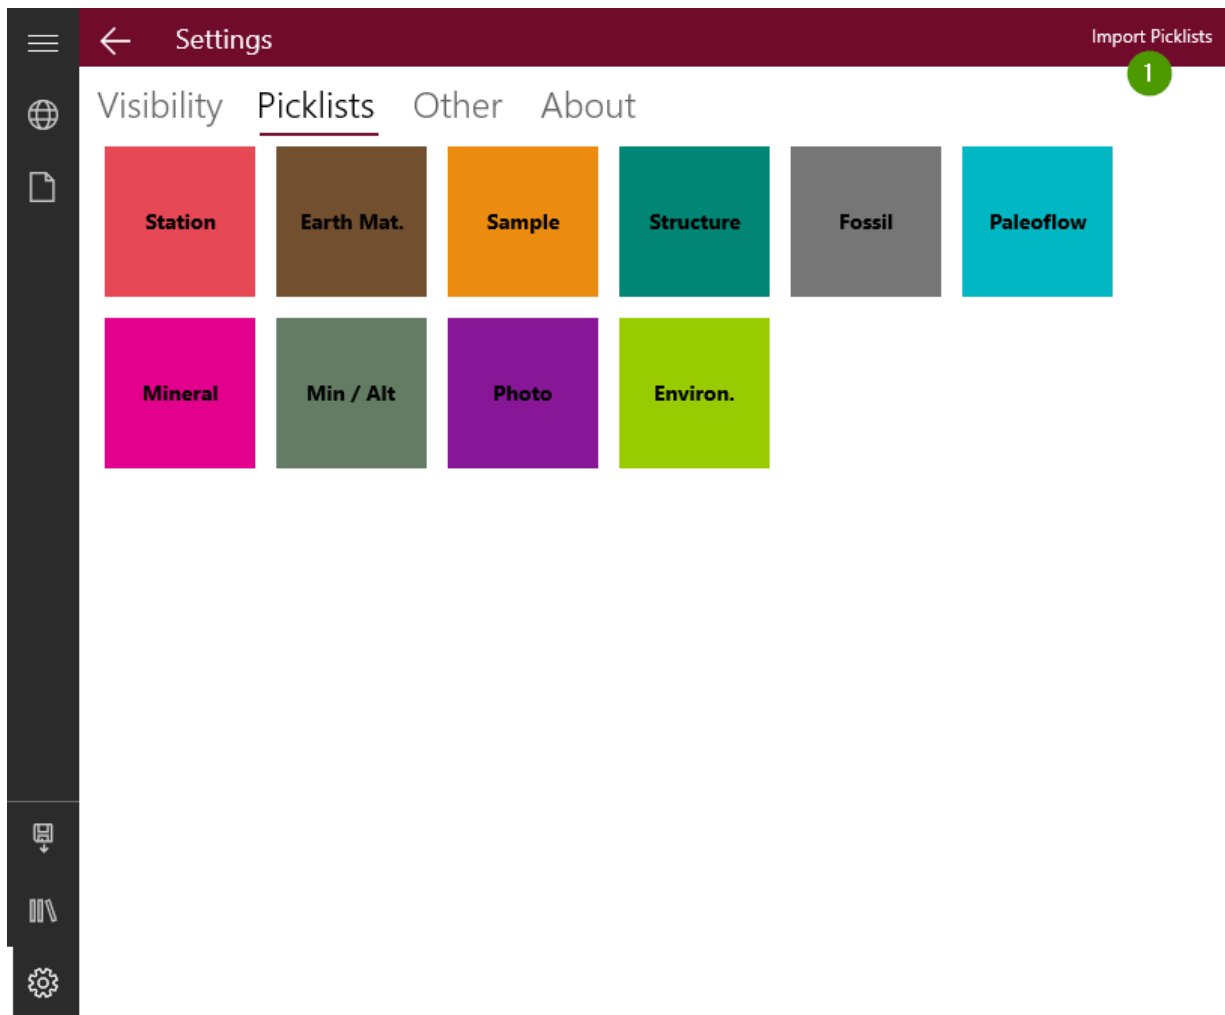 Settings
Import Picklists
1
Visibility Picklists Other About
Station Earth Mat. Sample Structure Fossil Paleoflow
Mineral Min / Alt Photo Environ.